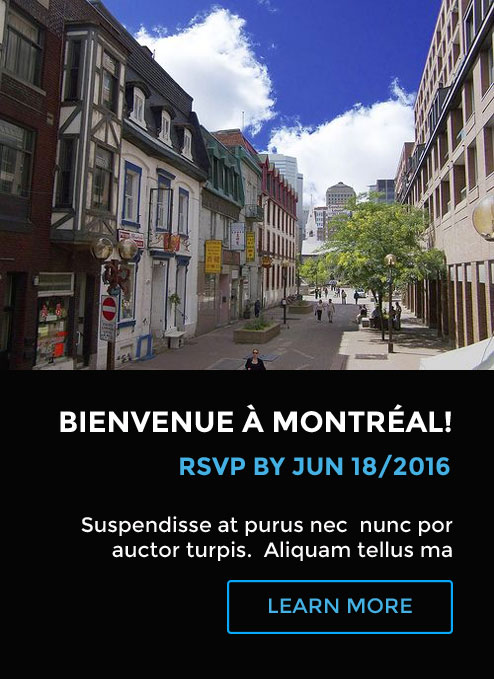 BIENVENUE À MONTRÉAL!
RSVP BY JUN 18/2016
Suspendisse at purus nec  nunc por
auctor turpis.  Aliquam tellus ma
LEARN MORE